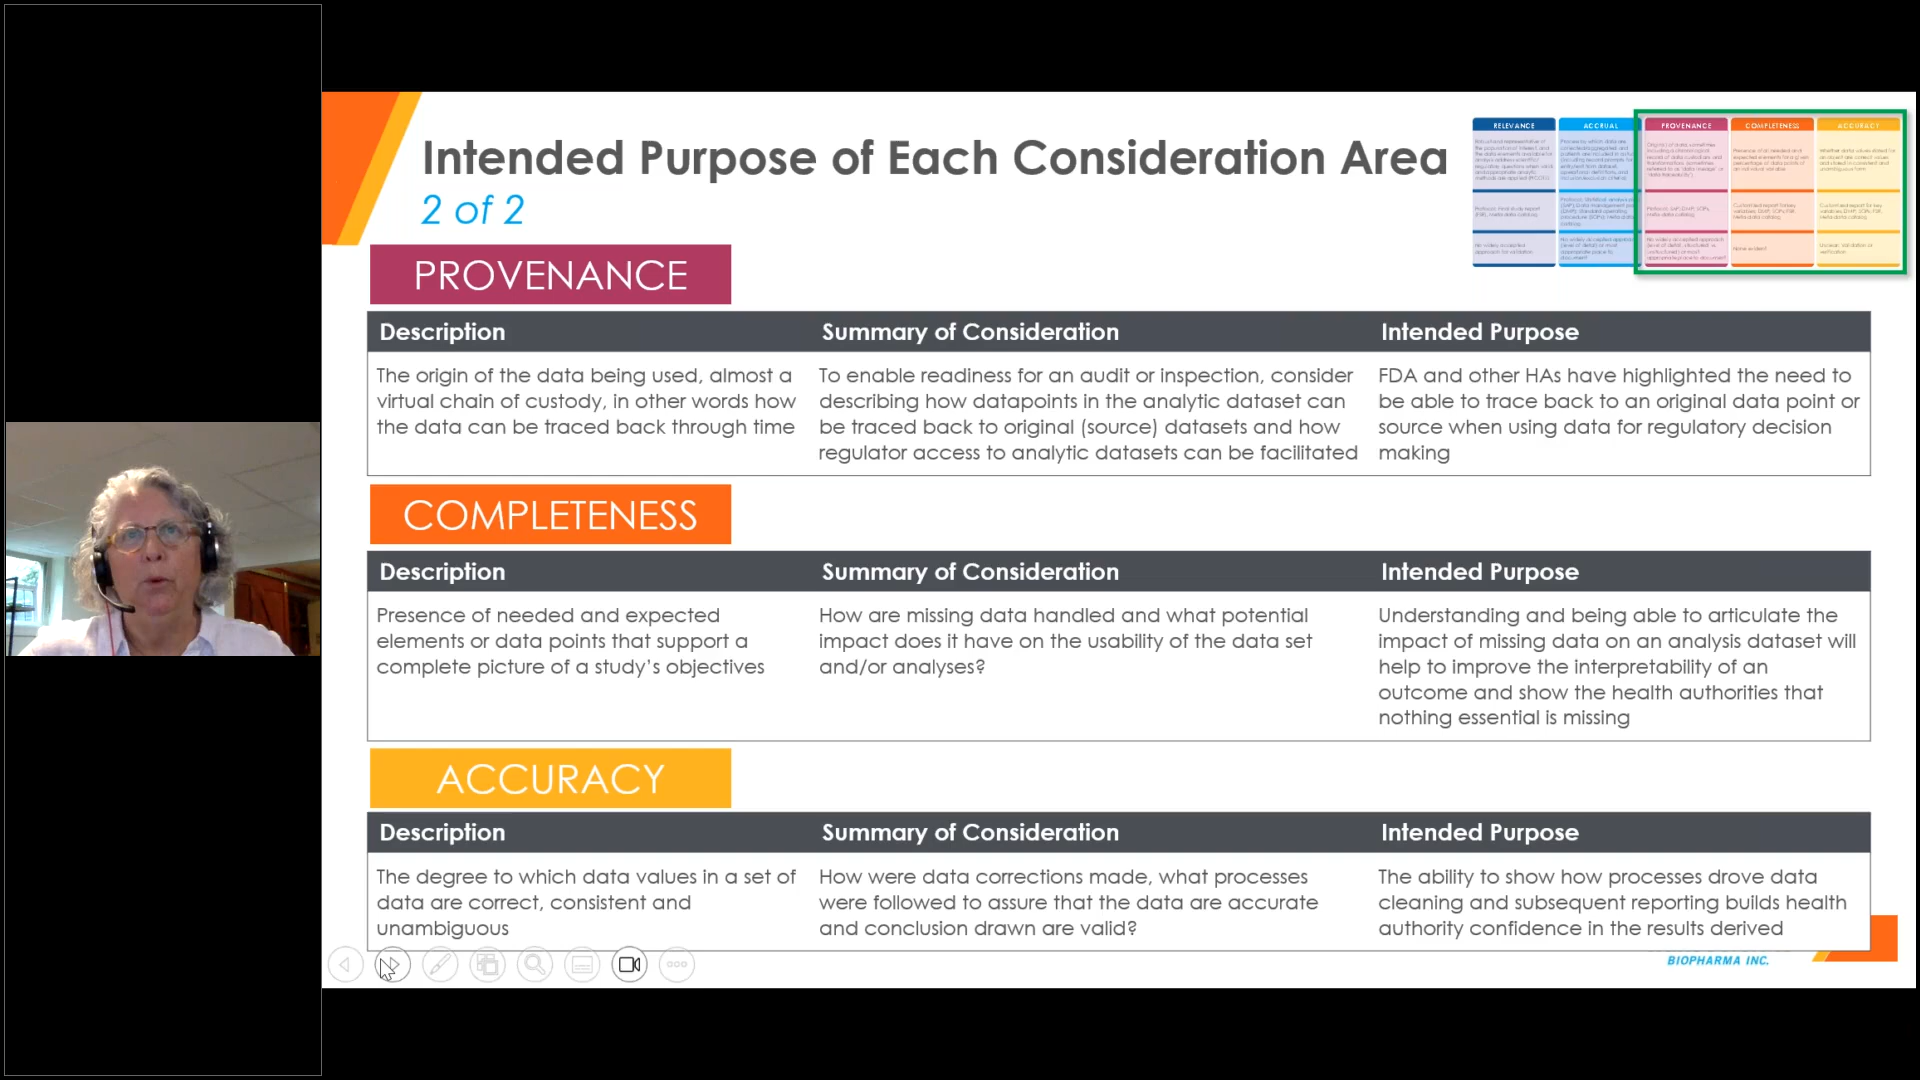 Intended Purpose of Each Consideration Area
2 of 2
RELEVANCE
ACCRUAL
PROVENANCE
COMPLETENESS
ACCURACY
PROVENANCE
Description
Summary of Consideration
Intended Purpose
The origin of the data being used, almost a
virtual chain of custody, in other words how
the data can be traced back through time
To enable readiness for an audit or inspection, consider
describing how datapoints in the analytic dataset can
be traced back to original (source) datasets and how
regulator access to analytic datasets can be facilitated
FDA and other HAs have highlighted the need to
be able to trace back to an original data point or
source when using data for regulatory decision
making
COMPLETENESS
Description
Summary of Consideration
Intended Purpose
Presence of needed and expected
elements or data points that support a
complete picture of a study's objectives
How are missing data handled and what potential
impact does it have on the usability of the data set
and/or analyses?
Understanding and being able to articulate the
impact of missing data on an analysis dataset will
help to improve the interpretability of an
outcome and show the health authorities that
nothing essential is missing
ACCURACY
Description
Summary of Consideration
Intended Purpose
The degree to which data values in a set of
data are correct, consistent and
unambiguous
How were data corrections made, what processes
were followed to assure that the data are accurate
and conclusion drawn are valid?
The ability to show how processes drove data
cleaning and subsequent reporting builds health
authority confidence in the results derived
BIOPHARMA INC.